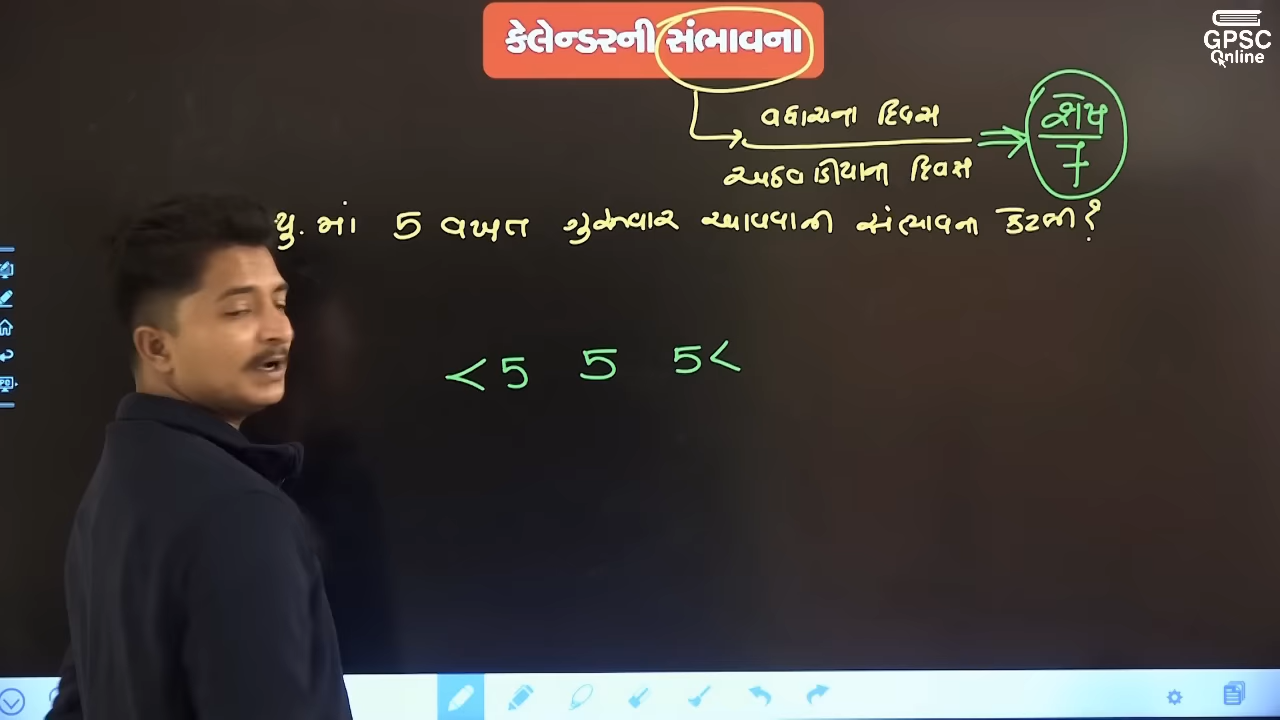 કેલેન્ડરની સંભાવના
GPSC
Online
વધારાના દિવસ
અઠવાડીયાના દિવસ
શેષ
7
યુ. માં 5 વખત શુક્રવાર આવવાની સંભાવના કેટલી?
<5 5 5<